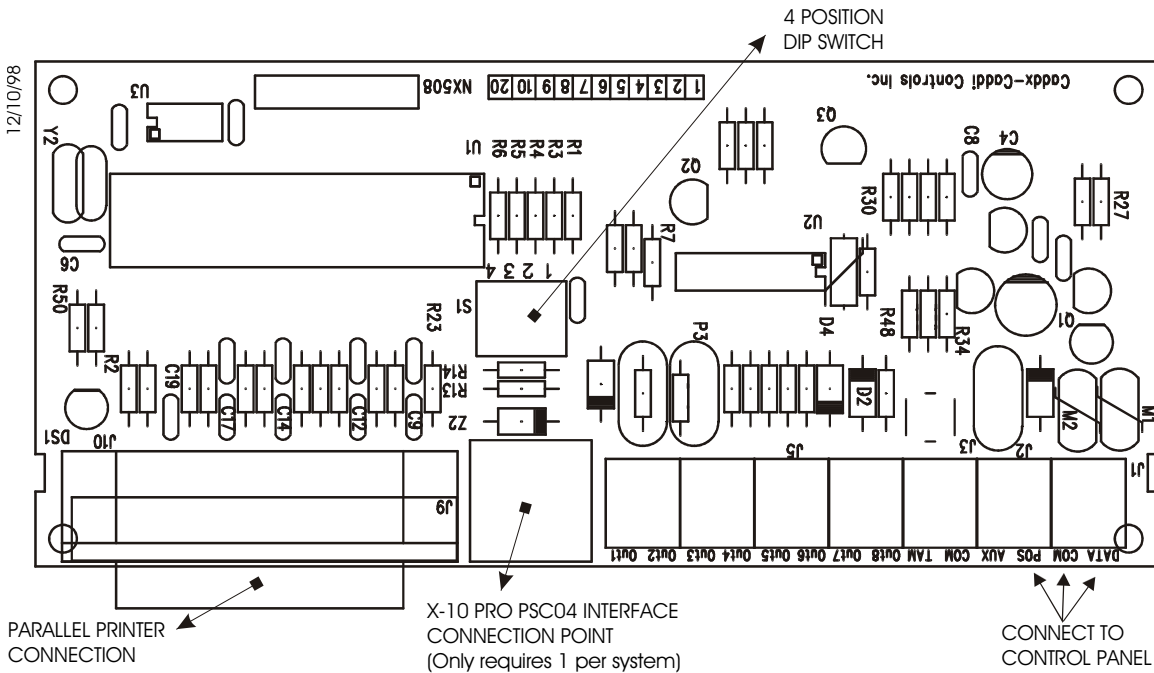 4 POSITION
DIP SWITCH
12/10/98
U3
NX508
20 10 9 8 7 6 5 4 3 2 1
Caddx-Caddi Controls Inc.
Y2
U1
R6
R5
R4
R3
R1
Q3
Q2
C8
C4
R30
R27
U2
R7
C6
4 3 2 1
S1
R50
R23
P3
D4
R48
R34
Q1
R2
C19
R14
R13
D2
C17
C14
C12
C9
Z2
M2
M1
DS1
J10
J5
J3
J2
J1
J9
Out1 Out2 Out3 Out4 Out5 Out6 Out7 Out8 TAM COM AUX POS COM DATA
PARALLEL PRINTER
CONNECTION
X-10 PRO PSC04 INTERFACE
CONNECTION POINT
(Only requires 1 per system)
CONNECT TO
CONTROL PANEL